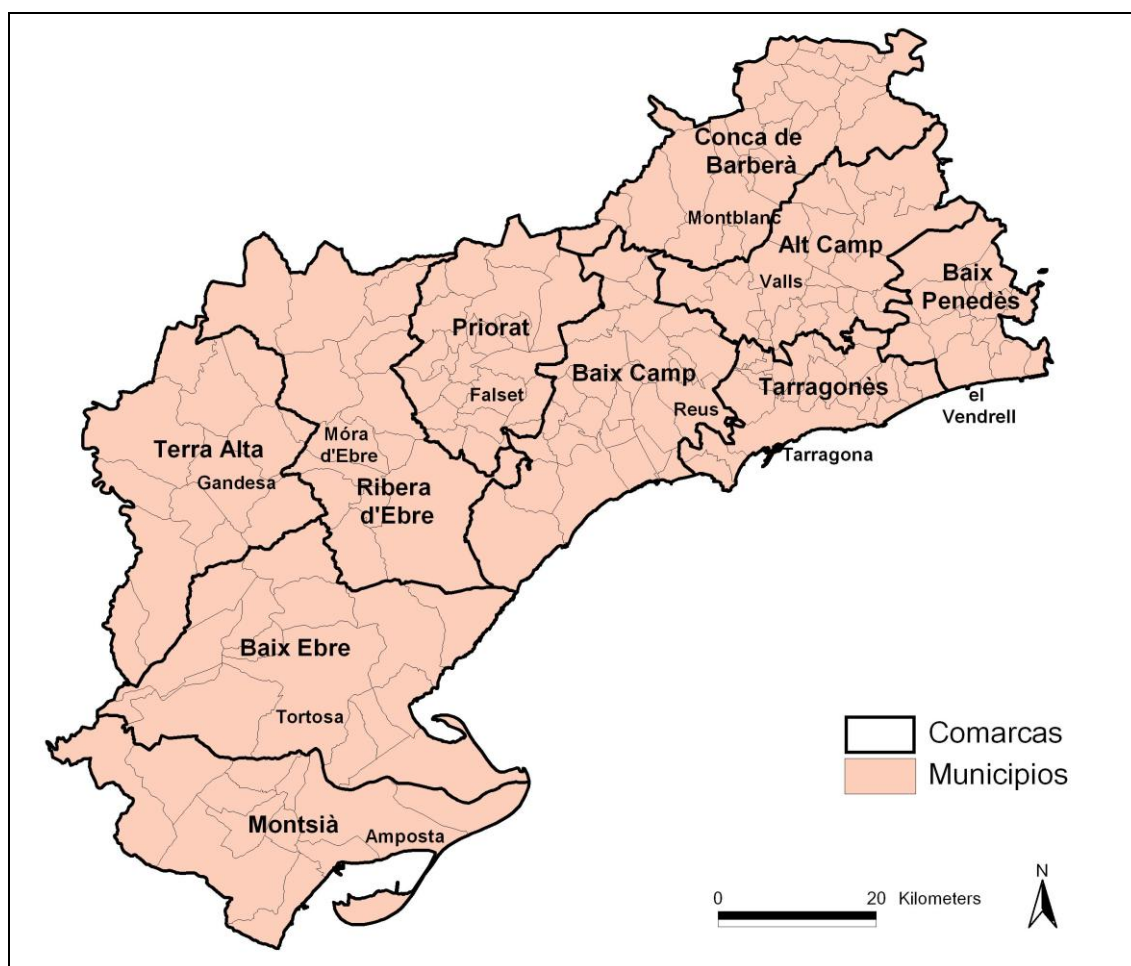 Conca de
Barberà
Montblanc
Alt Camp
Valls
Baix
Penedès
Priorat
Falset
Baix Camp
Reus
Tarragonès
el
Vendrell
Tarragona
Terra Alta
Gandesa
Móra
d'Ebre
Ribera
d'Ebre
Baix Ebre
Tortosa
Montsià
Amposta
Comarcas
Municipios
0 20 Kilometers
N